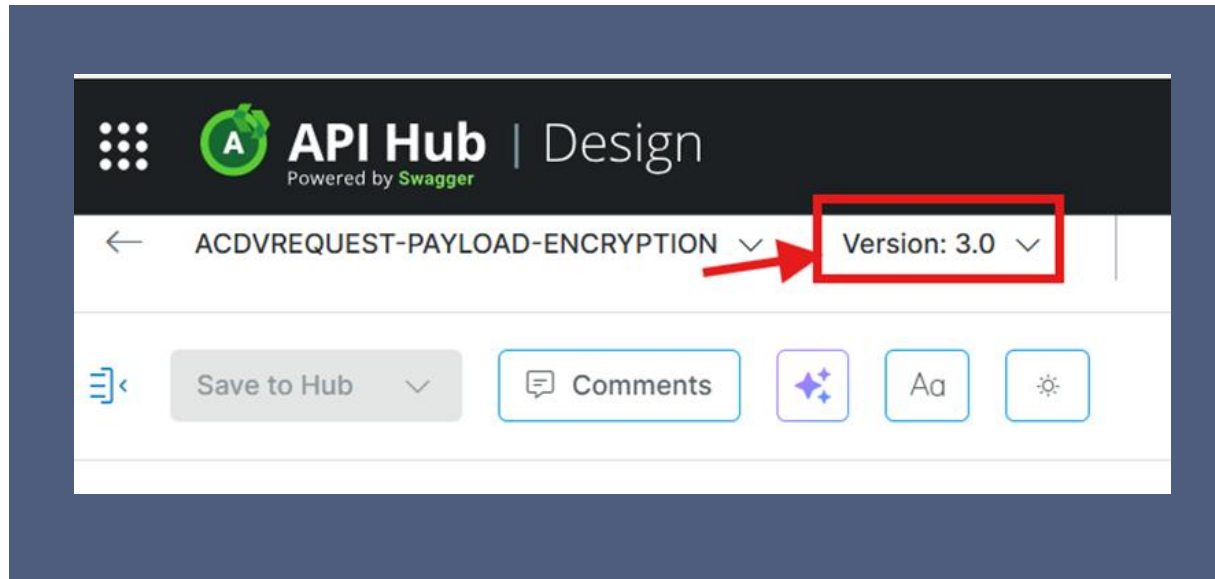 A
API Hub | Design
Powered by Swagger
ACDVREQUEST-PAYLOAD-ENCRYPTION
Version: 3.0
Save to Hub
Comments
Aa